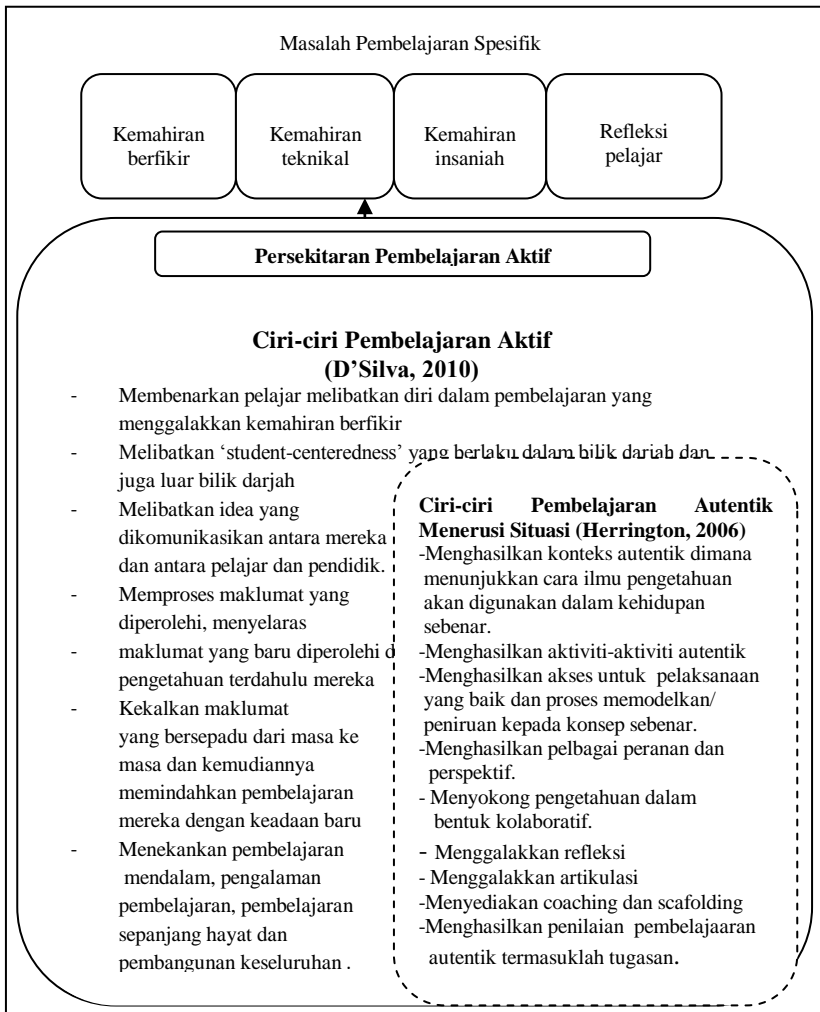 Masalah Pembelajaran Spesifik
Kemahiran
berfikir
Kemahiran
teknikal
Kemahiran
insaniah
Refleksi
pelajar
Persekitaran Pembelajaran Aktif
Ciri-ciri Pembelajaran Aktif
(D’Silva, 2010)
- Membenarkan pelajar melibatkan diri dalam pembelajaran yang
menggalakkan kemahiran berfikir
- Melibatkan ‘student-centeredness’ yang berlaku dalam bilik darjah dan
juga luar bilik darjah
- Melibatkan idea yang
dikomunikasikan antara mereka
dan antara pelajar dan pendidik.
- Memproses maklumat yang
diperolehi, menyelaras
- maklumat yang baru diperolehi d
pengetahuan terdahulu mereka
- Kekalkan maklumat
yang bersepadu dari masa ke
masa dan kemudiannya
memindahkan pembelajaran
mereka dengan keadaan baru
- Menekankan pembelajaran
mendalam, pengalaman
pembelajaran, pembelajaran
sepanjang hayat dan
pembangunan keseluruhan .
Ciri-ciri Pembelajaran Autentik
Menerusi Situasi (Herrington, 2006)
-Menghasilkan konteks autentik dimana
menunjukkan cara ilmu pengetahuan
akan digunakan dalam kehidupan
sebenar.
-Menghasilkan aktiviti-aktiviti autentik
-Menghasilkan akses untuk pelaksanaan
yang baik dan proses memodelkan/
peniruan kepada konsep sebenar.
-Menghasilkan pelbagai peranan dan
perspektif.
- Menyokong pengetahuan dalam
bentuk kolaboratif.
- Menggalakkan refleksi
- Menggalakkan artikulasi
-Menyediakan coaching dan scafolding
-Menghasilkan penilaian pembelajaaran
autentik termasuklah tugasan.